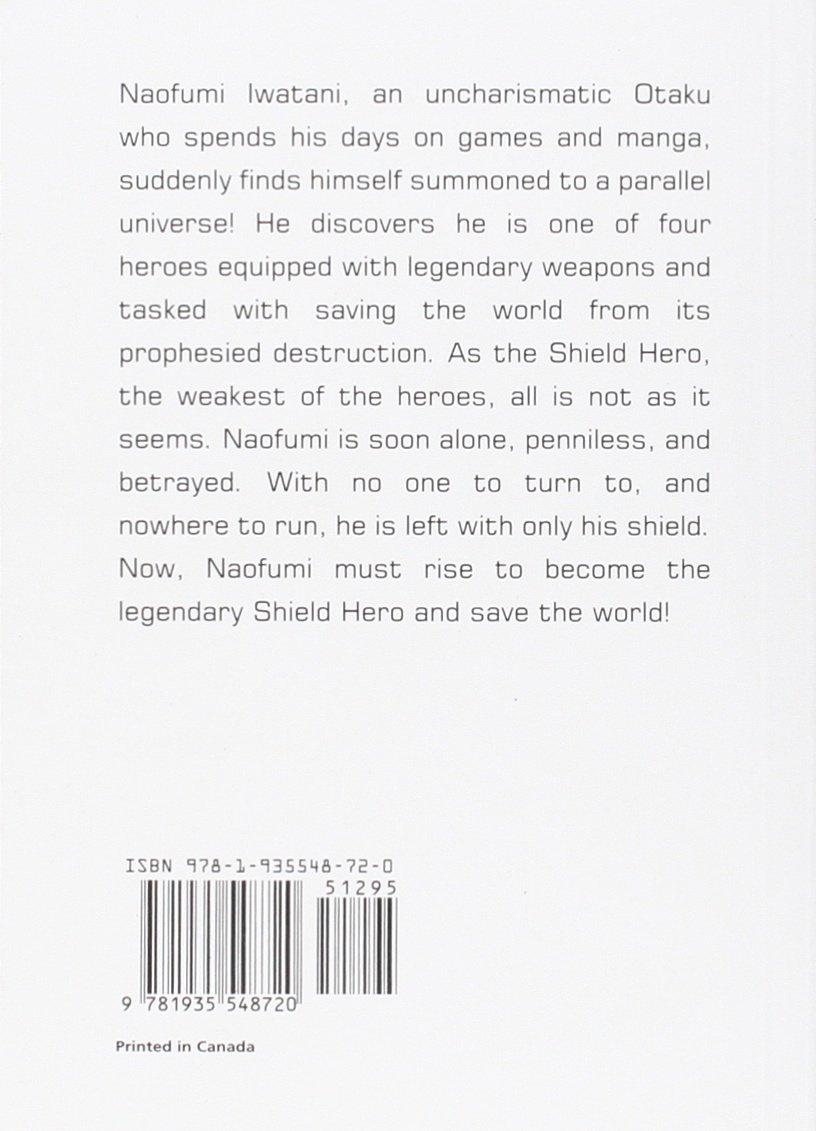 Naofumi Iwatani, an uncharismatic Otaku
who spends his days on games and manga,
suddenly finds himself summoned to a parallel
universe! He discovers he is one of four
heroes equipped with legendary weapons and
tasked with saving the world from its
prophesied destruction. As the Shield Hero,
the weakest of the heroes, all is not as it
seems. Naofumi is soon alone, penniless, and
betrayed. With no one to turn to, and
nowhere to run, he is left with only his shield.
Now, Naofumi must rise to become the
legendary Shield Hero and save the world!
ISBN 978-1-935548-72-0
51295
9 781935 548720
Printed in Canada